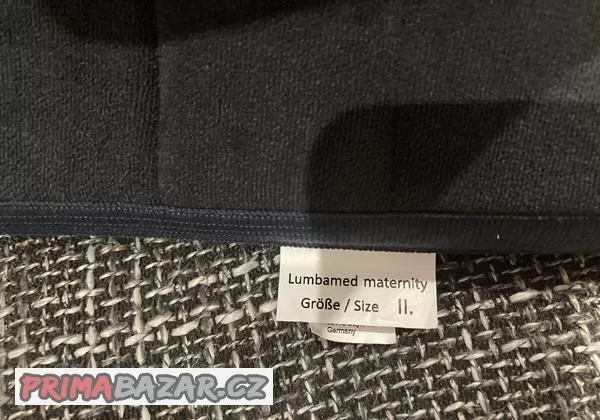 Lumbamed maternity
Größe / Size II.
Germany
PRIMABAZAR.CZ